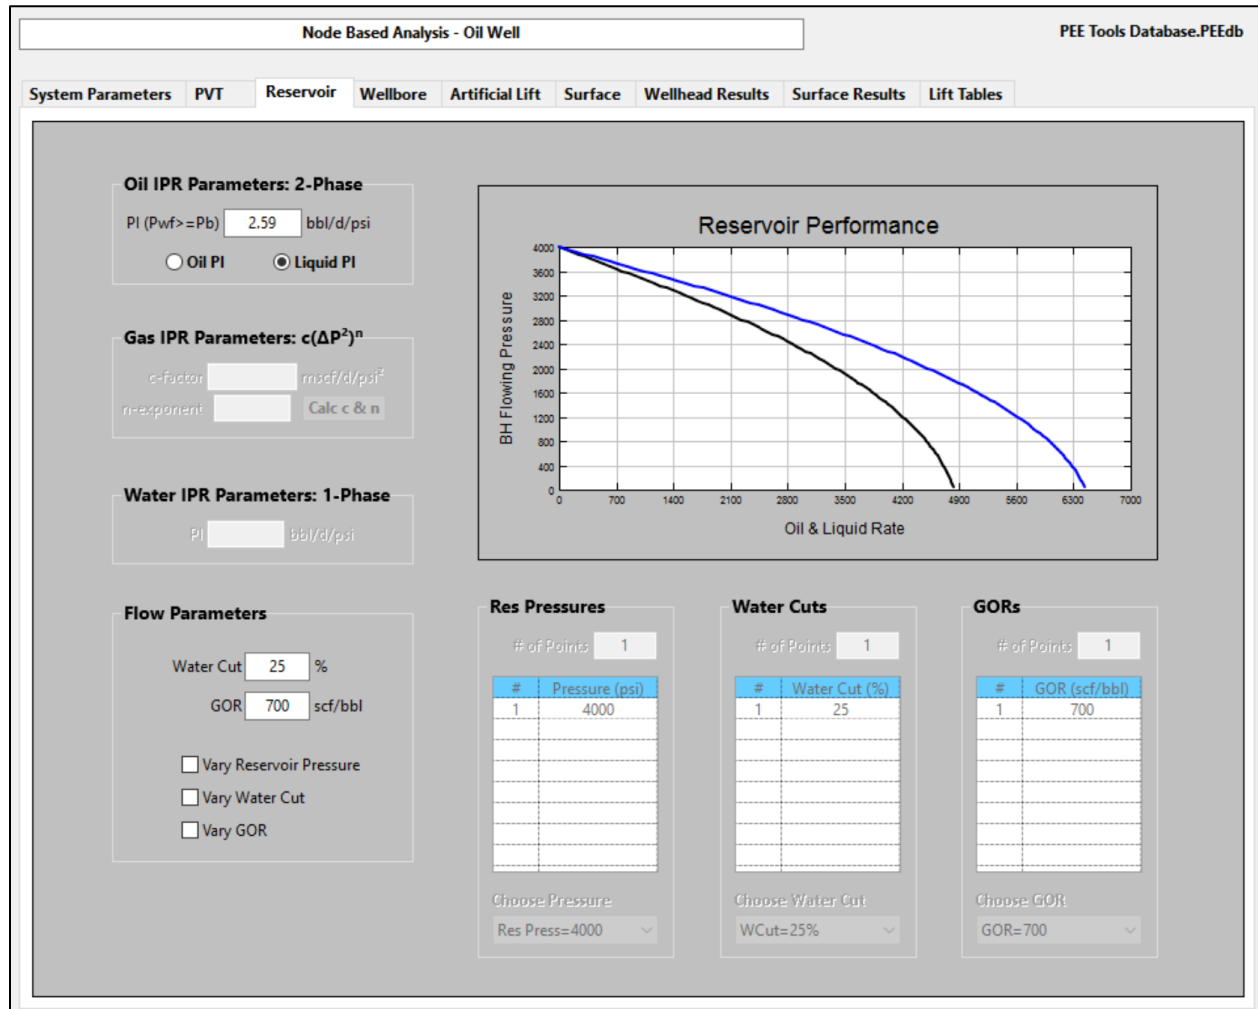 Node Based Analysis - Oil Well
PEE Tools Database.PEEdb
System Parameters PVT Reservoir Wellbore Artificial Lift Surface Wellhead Results Surface Results Lift Tables
Oil IPR Parameters: 2-Phase
PI (Pwf>=Pb) 2.59 bbl/d/psi
Oil PI Liquid PI
Gas IPR Parameters: c(ΔP²)ⁿ
c-factor mscf/d/psi²
n-exponent Calc c & n
Water IPR Parameters: 1-Phase
PI bbl/d/psi
Flow Parameters
Water Cut 25 %
GOR 700 scf/bbl
Vary Reservoir Pressure
Vary Water Cut
Vary GOR
Reservoir Performance
BH Flowing Pressure
4000
3600
3200
2800
2400
2000
1600
1200
800
400
0
0 700 1400 2100 2800 3500 4200 4900 5600 6300 7000
Oil & Liquid Rate
Res Pressures
# of Points 1
# Pressure (psi)
1 4000
Choose Pressure
Res Press=4000
Water Cuts
# of Points 1
# Water Cut (%)
1 25
Choose Water Cut
WCut=25%
GORs
# of Points 1
# GOR (scf/bbl)
1 700
Choose GOR
GOR=700